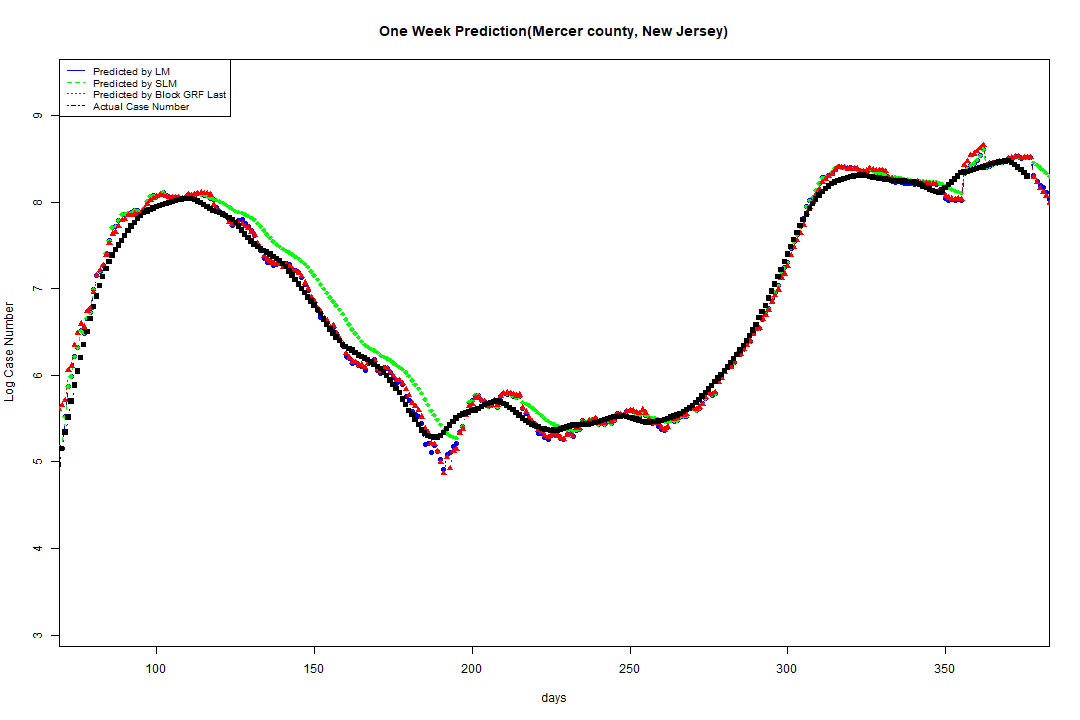 One Week Prediction(Mercer county, New Jersey)
Predicted by LM
Predicted by SLM
Predicted by Block GRF Last
Actual Case Number
9
8
7
6
5
4
3
Log Case Number
100 150 200 250 300 350
days